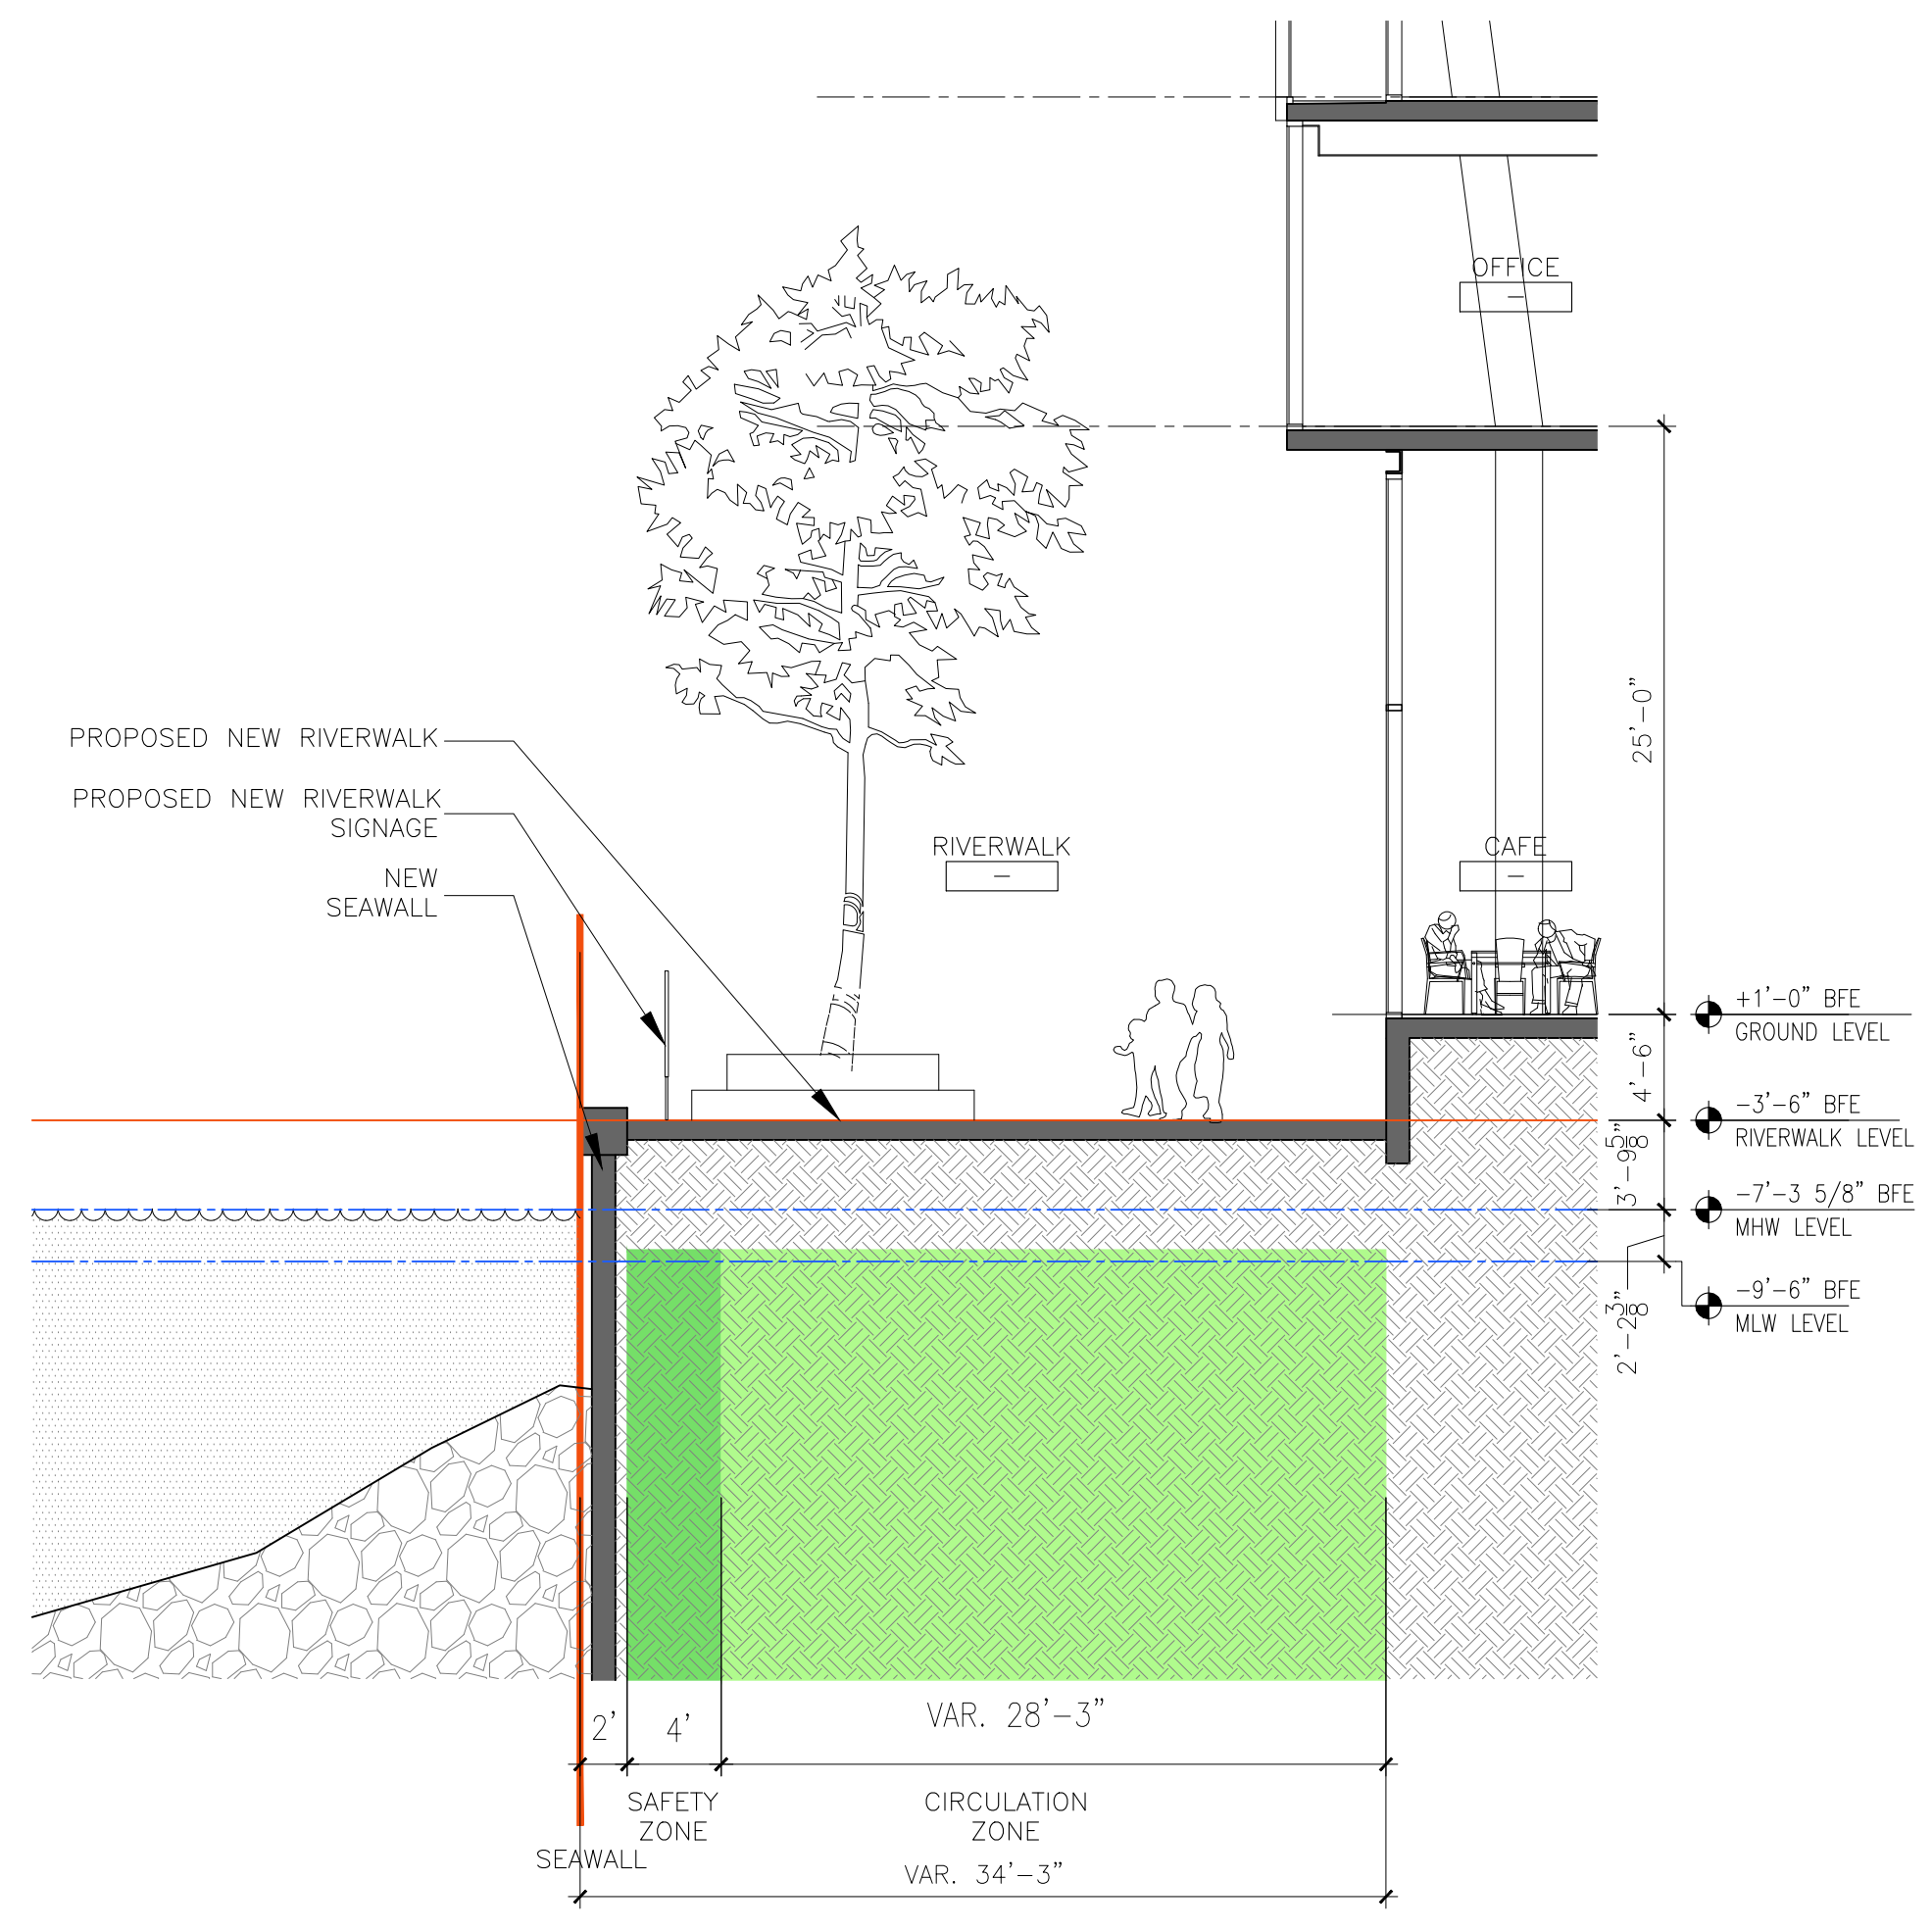 OFFICE
—
25'-0"
PROPOSED NEW RIVERWALK
PROPOSED NEW RIVERWALK
SIGNAGE
NEW
SEAWALL
RIVERWALK
—
CAFE
—
+1'-0" BFE
GROUND LEVEL
4'-6"
-3'-6" BFE
RIVERWALK LEVEL
3'-9 5/8"
-7'-3 5/8" BFE
MHW LEVEL
2'-2 3/8"
-9'-6" BFE
MLW LEVEL
2'
4'
VAR. 28'-3"
SAFETY
ZONE
CIRCULATION
ZONE
SEAWALL
VAR. 34'-3"